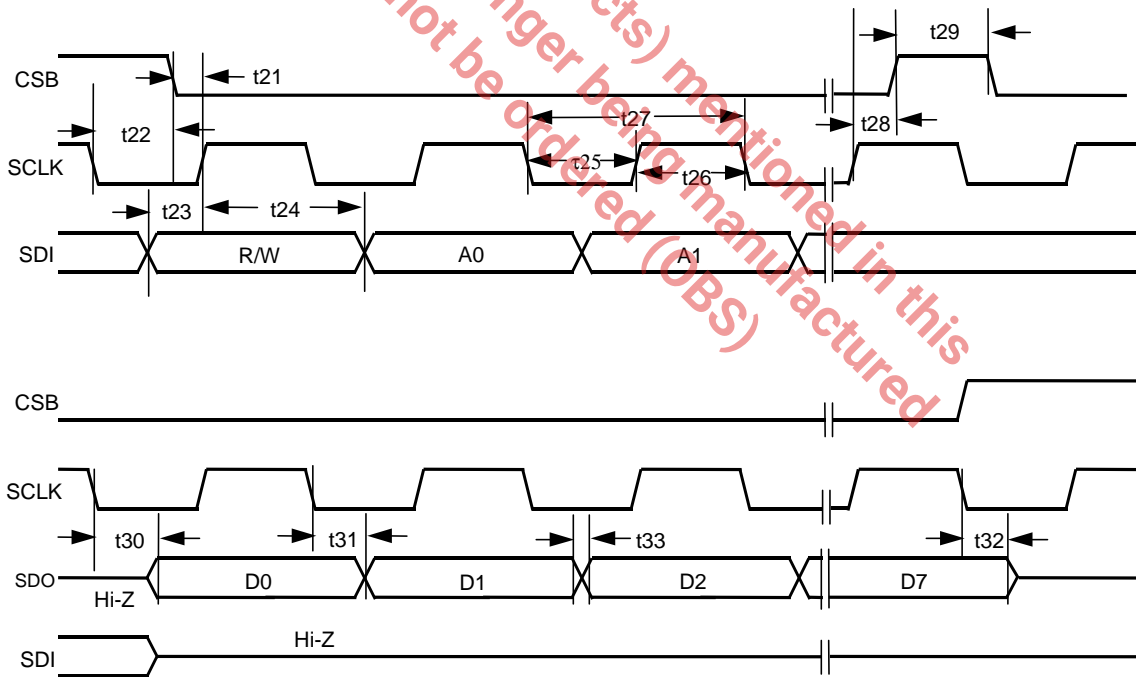 cts) mentioned in this
nger being manufactured
not be ordered (OBS)
t29
CSB
t21
t27
t28
t22
SCLK
t25
t26
t23
t24
SDI
R/W
A0
A1
CSB
SCLK
t30
t31
t33
t32
SDO
D0
D1
D2
D7
Hi-Z
Hi-Z
SDI